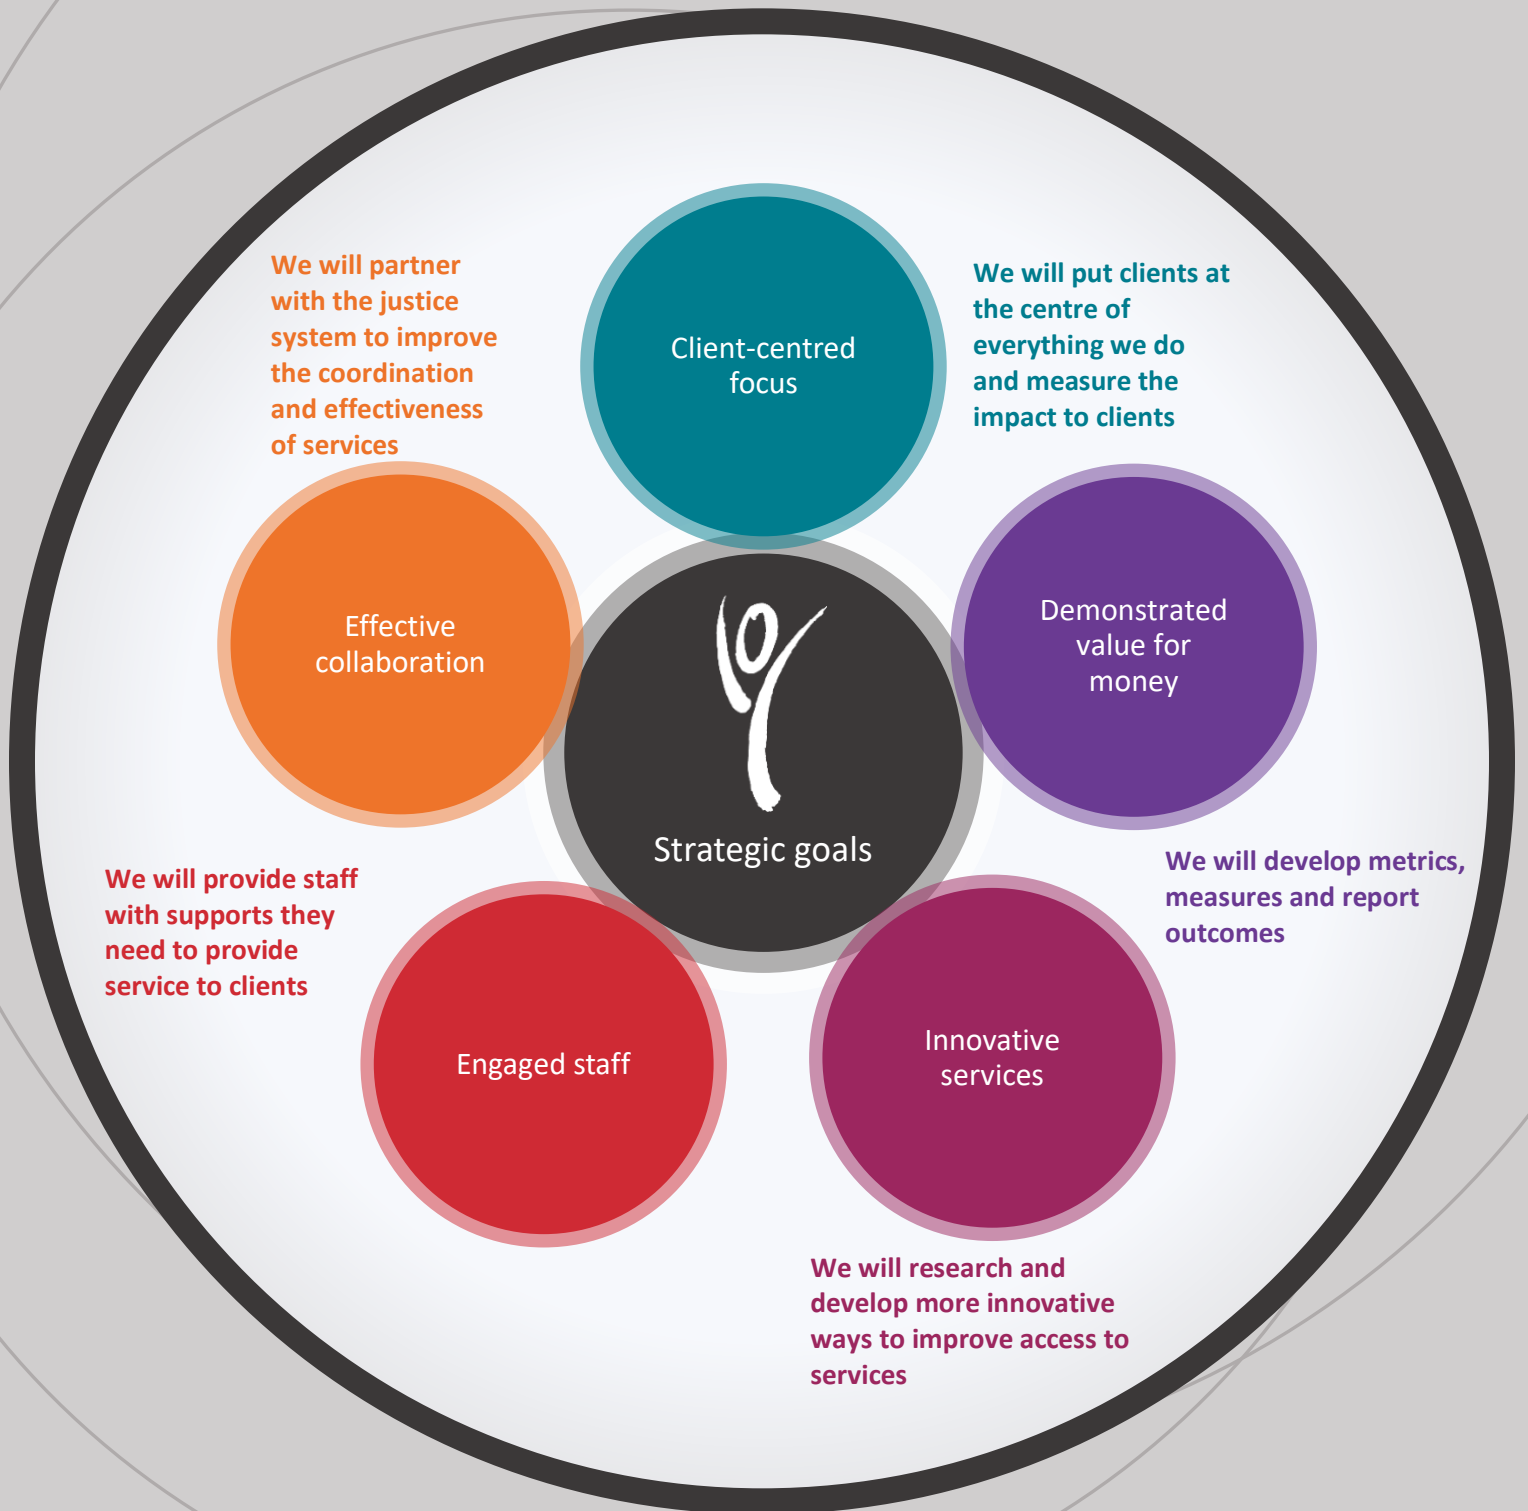 We will partner
with the justice
system to improve
the coordination
and effectiveness
of services
Client-centred
focus
We will put clients at
the centre of
everything we do
and measure the
impact to clients
Effective
collaboration
Demonstrated
value for
money
Strategic goals
We will provide staff
with supports they
need to provide
service to clients
We will develop metrics,
measures and report
outcomes
Engaged staff
Innovative
services
We will research and
develop more innovative
ways to improve access to
services